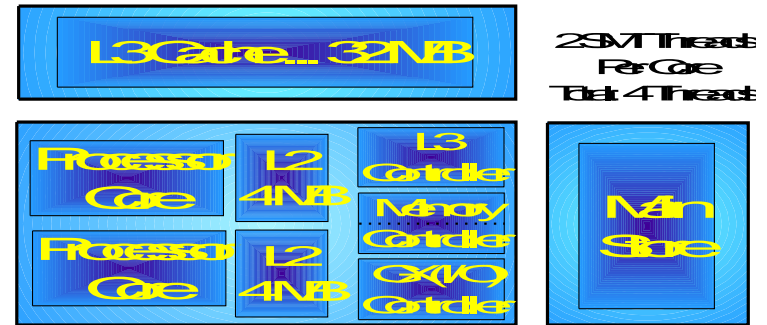 L3 Cache... 32MB
2 SMT Threads
Per Core
Total: 4 Threads
Processor
Core
L2
4MB
L3
Controller
Memory
Controller
Processor
Core
L2
4MB
Gx (I/O)
Controller
Main
Store